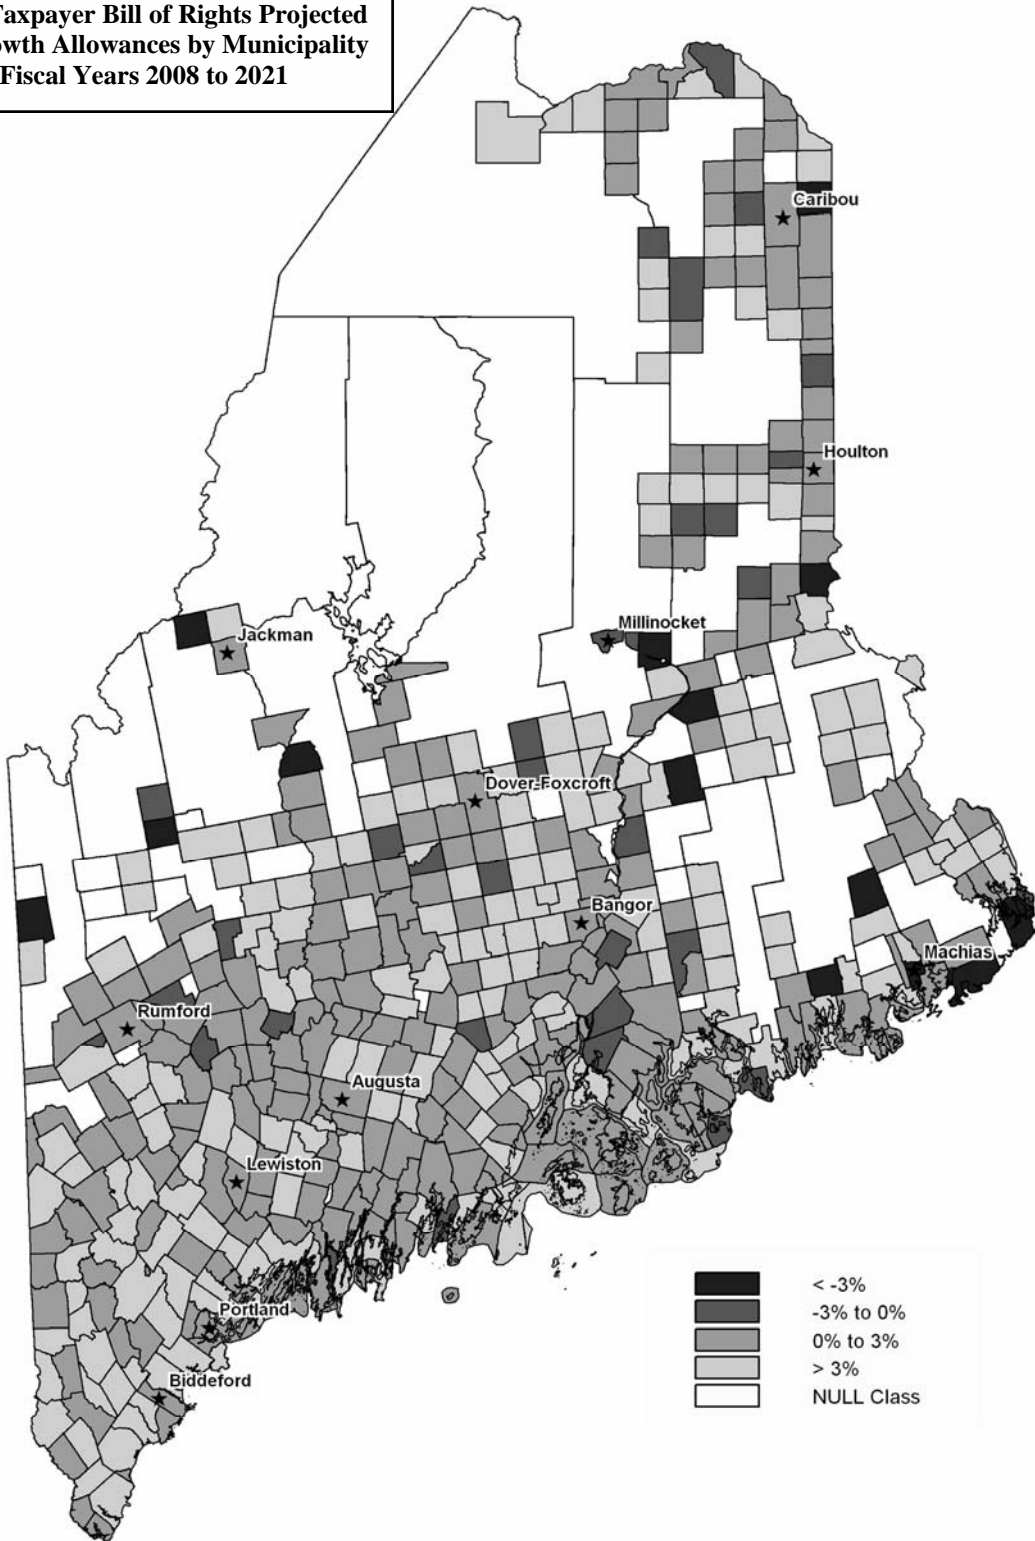 Taxpayer Bill of Rights Projected
Allowances by Municipality
Fiscal Years 2008 to 2021
Caribou
Houlton
Millinocket
Jackman
Dover-Foxcroft
Bangor
Machias
Rumford
Augusta
Lewiston
Portland
Biddeford
< -3%
-3% to 0%
0% to 3%
> 3%
NULL Class